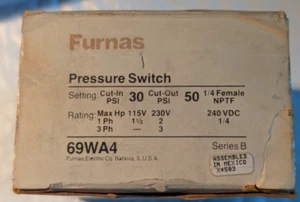 Furnas
Pressure Switch
Setting: Cut-In PSI 30 Cut-Out PSI 50 1/4 Female NPTF
Rating: Max Hp 115V 230V 240 VDC
1 Ph 1½ 2 1/4
3 Ph — 3
69WA4 Series B
Furnas Electric Co. Batavia, IL U.S.A.
ASSEMBLED
IN MEXICO